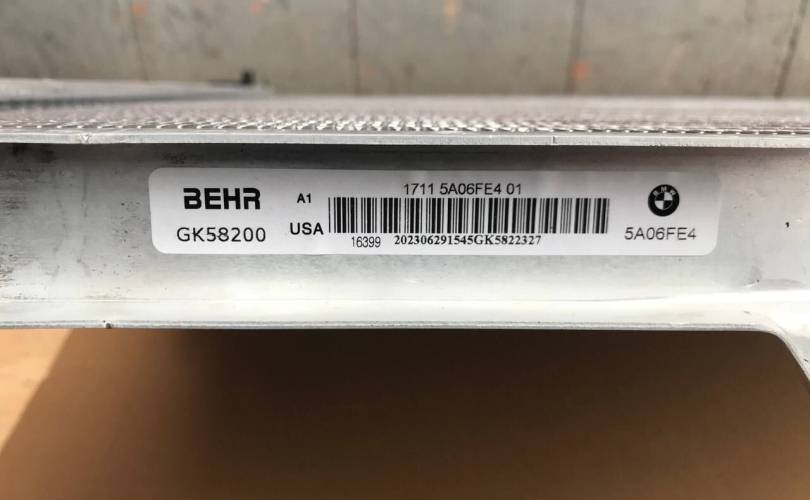 BEHR
GK58200
A1
USA
1711 5A06FE4 01
16399
202306291545GK5822327
5A06FE4